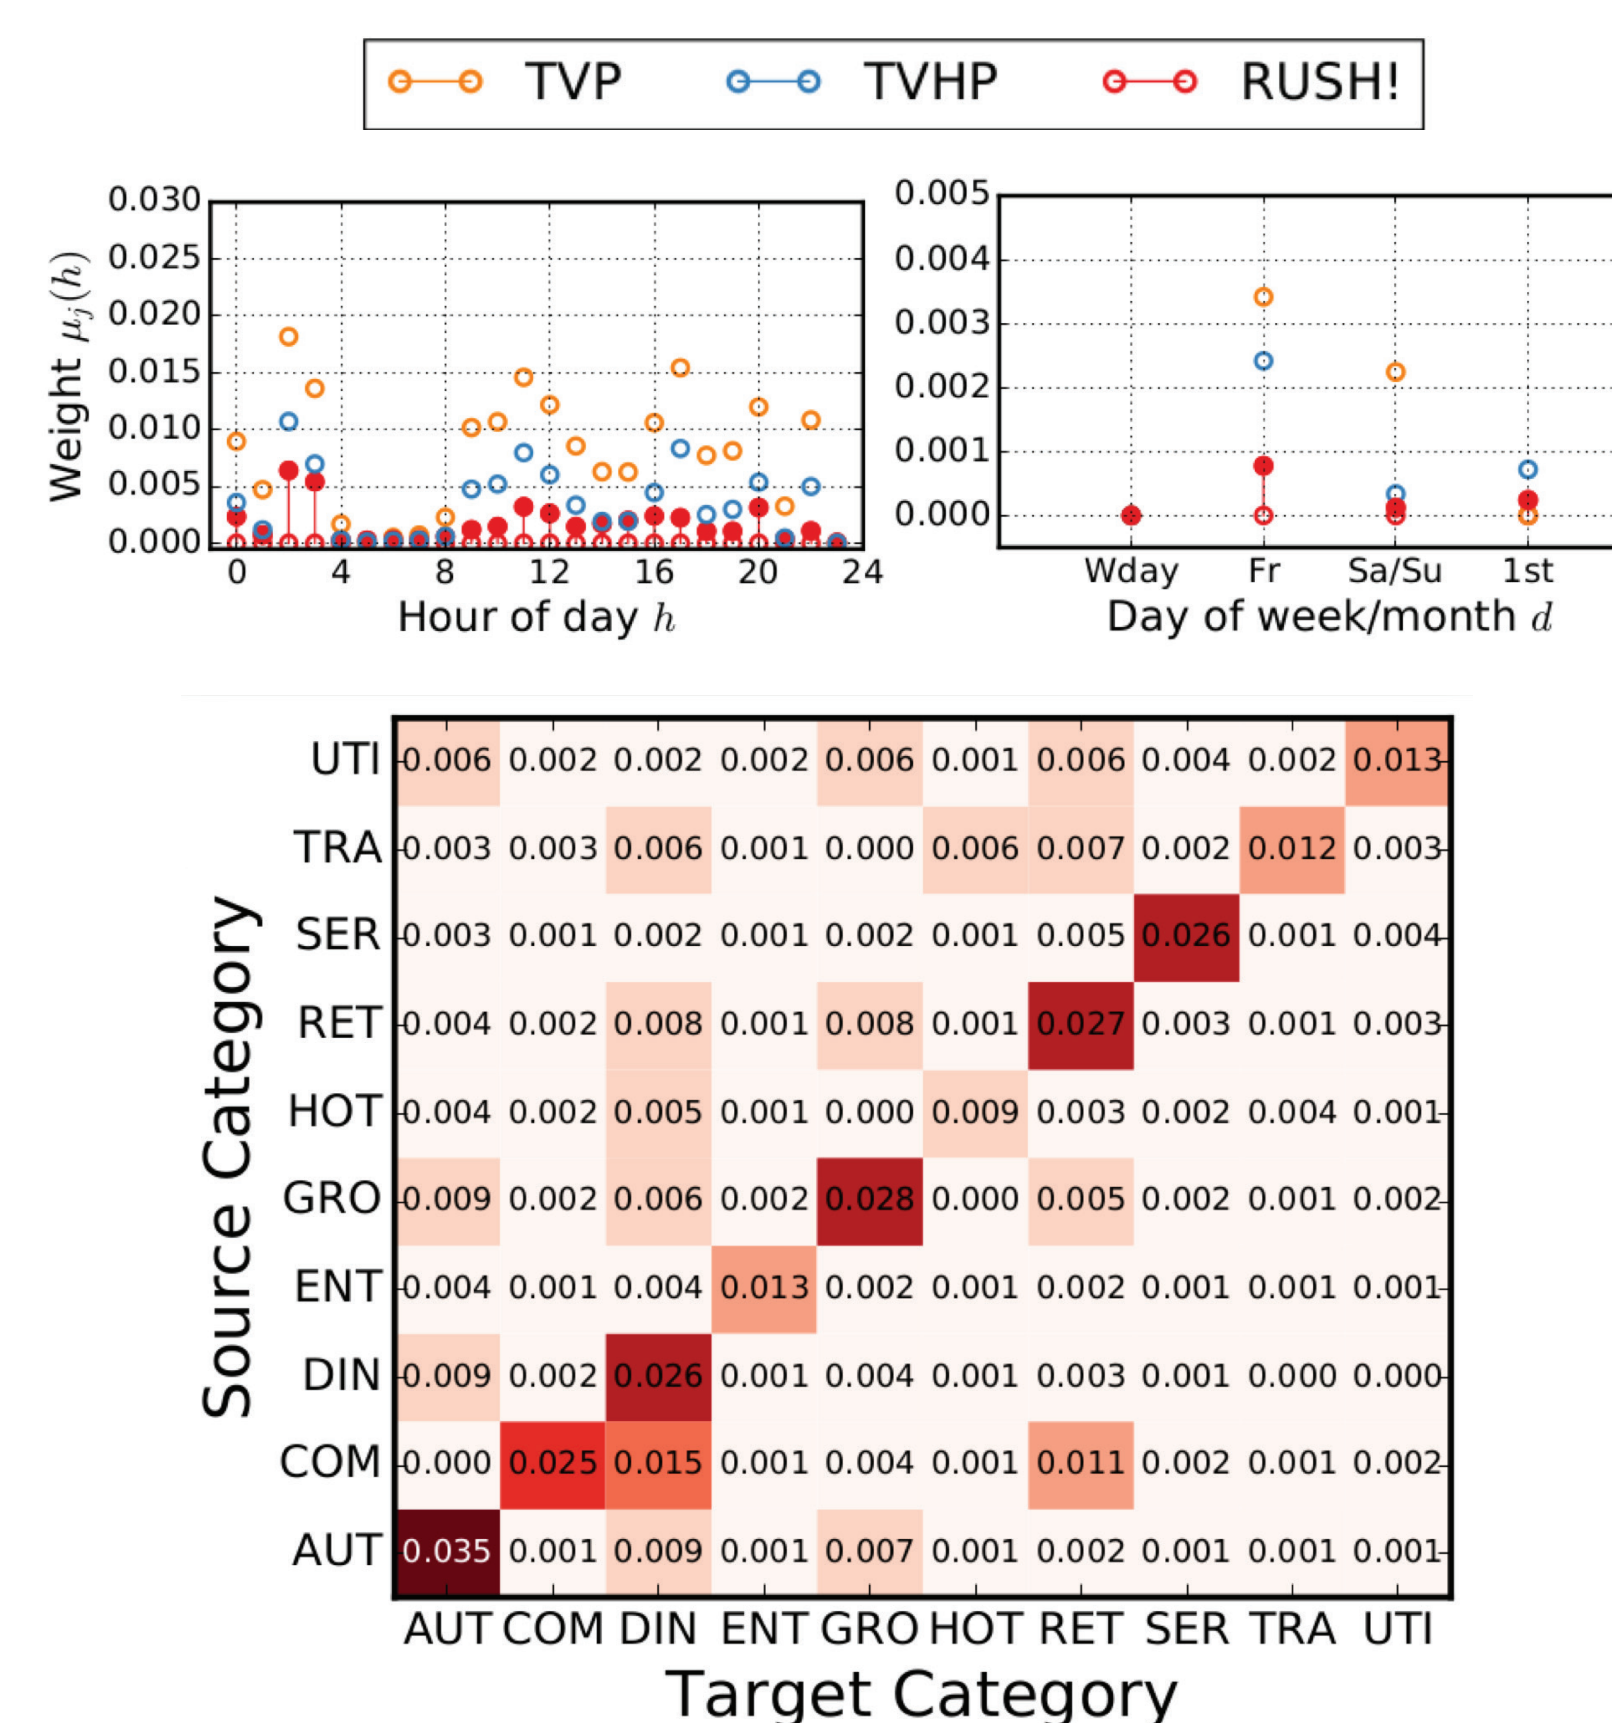 TVP TVHP RUSH!
0.030
0.025
0.020
0.015
0.010
0.005
0.000
Weight μj(h)
0 4 8 12 16 20 24
Hour of day h
0.005
0.004
0.003
0.002
0.001
0.000
Wday Fr Sa/Su 1st
Day of week/month d
Source Category
UTI 0.006 0.002 0.002 0.002 0.006 0.001 0.006 0.004 0.002 0.013
TRA 0.003 0.003 0.006 0.001 0.000 0.006 0.007 0.002 0.012 0.003
SER 0.003 0.001 0.002 0.001 0.002 0.001 0.005 0.026 0.001 0.004
RET 0.004 0.002 0.008 0.001 0.008 0.001 0.027 0.003 0.001 0.003
HOT 0.004 0.002 0.005 0.001 0.000 0.009 0.003 0.002 0.004 0.001
GRO 0.009 0.002 0.006 0.002 0.028 0.000 0.005 0.002 0.001 0.002
ENT 0.004 0.001 0.004 0.013 0.002 0.001 0.002 0.001 0.001 0.001
DIN 0.009 0.002 0.026 0.001 0.004 0.001 0.003 0.001 0.000 0.000
COM 0.000 0.025 0.015 0.001 0.004 0.001 0.011 0.002 0.001 0.002
AUT 0.035 0.001 0.009 0.001 0.007 0.001 0.002 0.001 0.001 0.001
AUT COM DIN ENT GRO HOT RET SER TRA UTI
Target Category